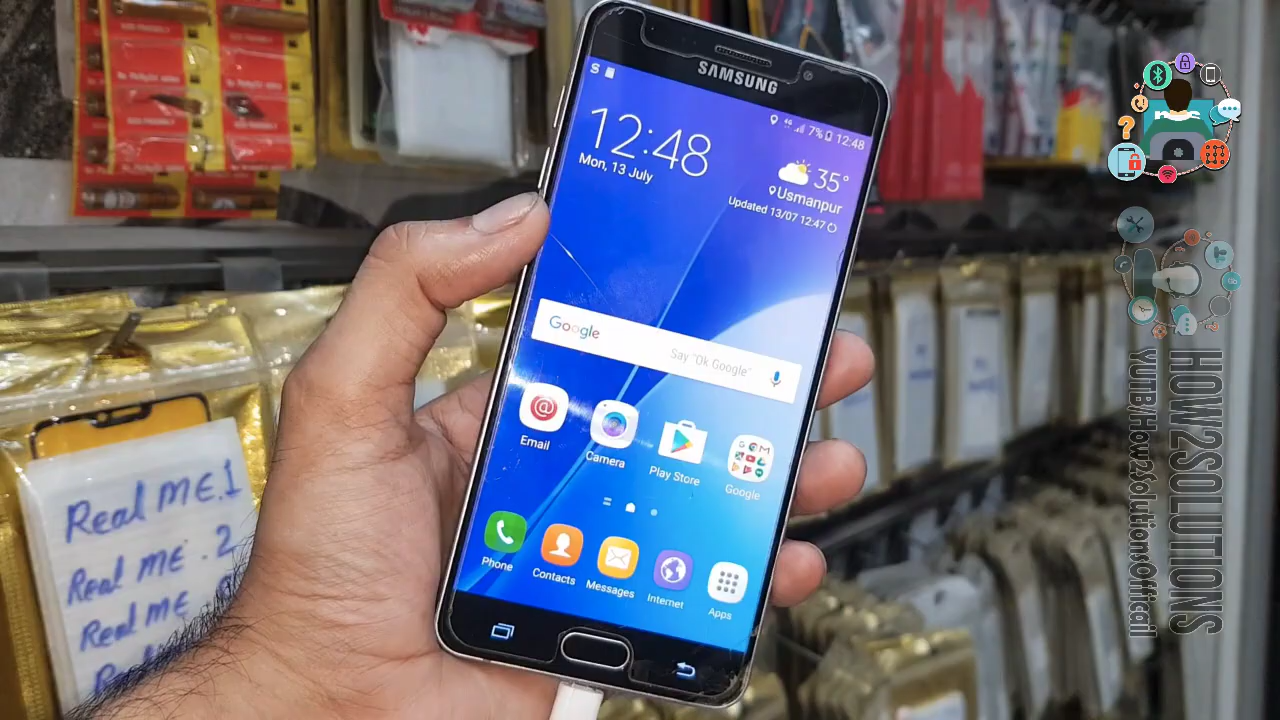 SAMSUNG
S
4G 7% 12:48
12:48
Mon, 13 July
35°
Usmanpur
Updated 13/07 12:47
Google
Say "Ok Google"
Email
Camera
Play Store
Google
Phone
Contacts
Messages
Internet
Apps
Real ME.1
Real ME.2
Real ME
HOW2SOLUTIONS
YUTB/How2SolutionsOffcail